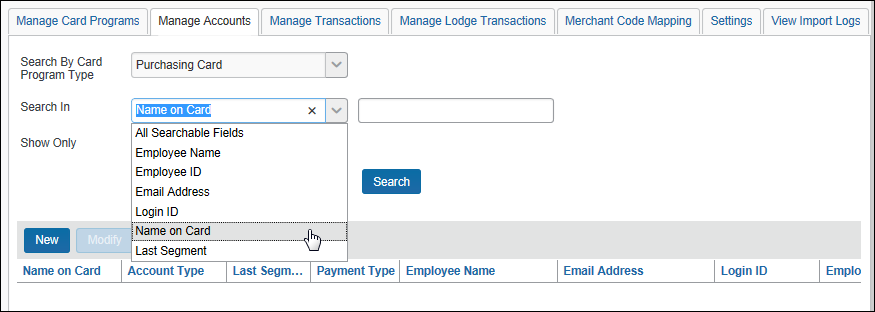 Manage Card Programs Manage Accounts Manage Transactions Manage Lodge Transactions Merchant Code Mapping Settings View Import Logs
Search By Card Program Type
Purchasing Card
Search In
Name on Card ×
All Searchable Fields
Show Only
Employee Name
Employee ID
Email Address
Login ID
Name on Card
Last Segment
Search
New Modify
Name on Card Account Type Last Segm... Payment Type Employee Name Email Address Login ID Emplo